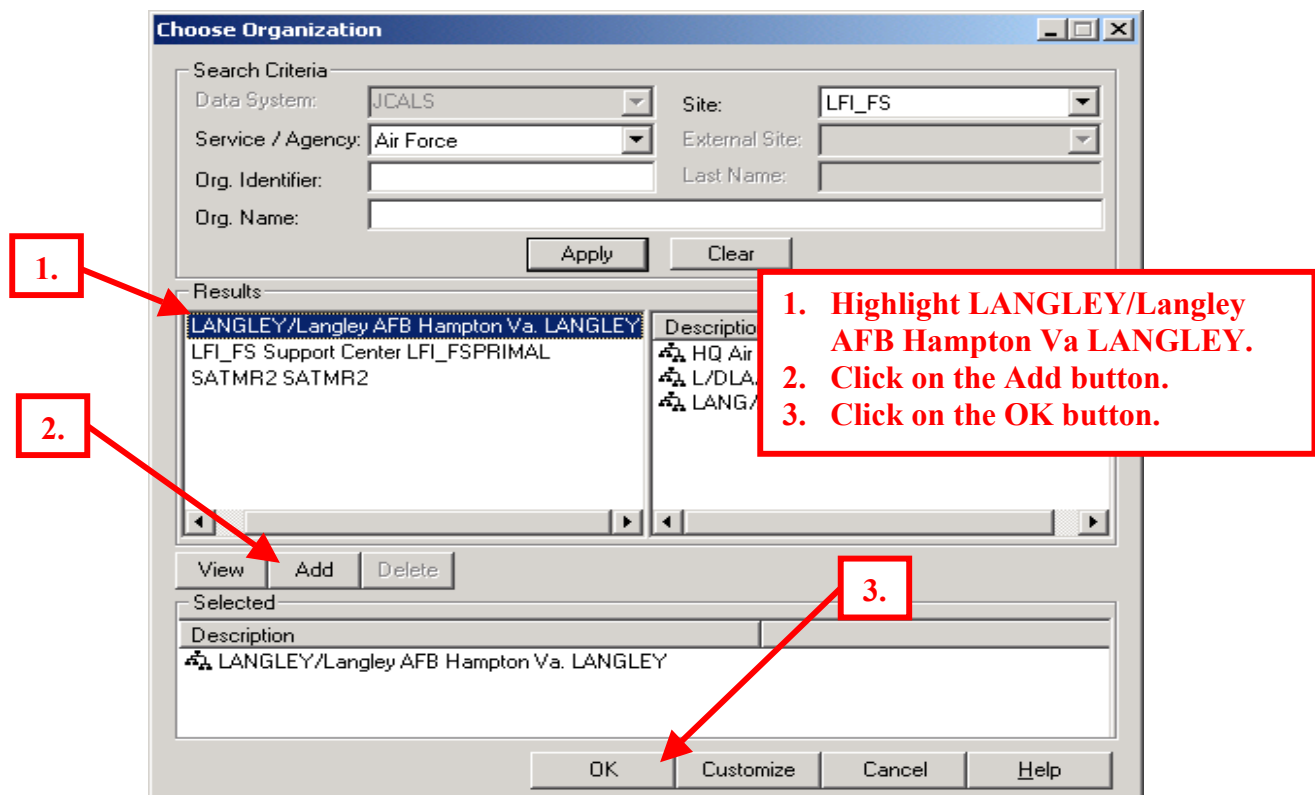 Choose Organization
Search Criteria
Data System: JCALS Site: LFI_FS
Service / Agency: Air Force External Site:
Org. Identifier: Last Name:
Org. Name:
Apply Clear
1.
Results
LANGLEY/Langley AFB Hampton Va. LANGLEY
LFI_FS Support Center LFI_FSPRIMAL
SATMR2 SATMR2
Descriptio
HQ Air
L/DLA
LANG/
1. Highlight LANGLEY/Langley
AFB Hampton Va LANGLEY.
2. Click on the Add button.
3. Click on the OK button.
2.
View Add Delete
3.
Selected
Description
LANGLEY/Langley AFB Hampton Va. LANGLEY
OK Customize Cancel Help